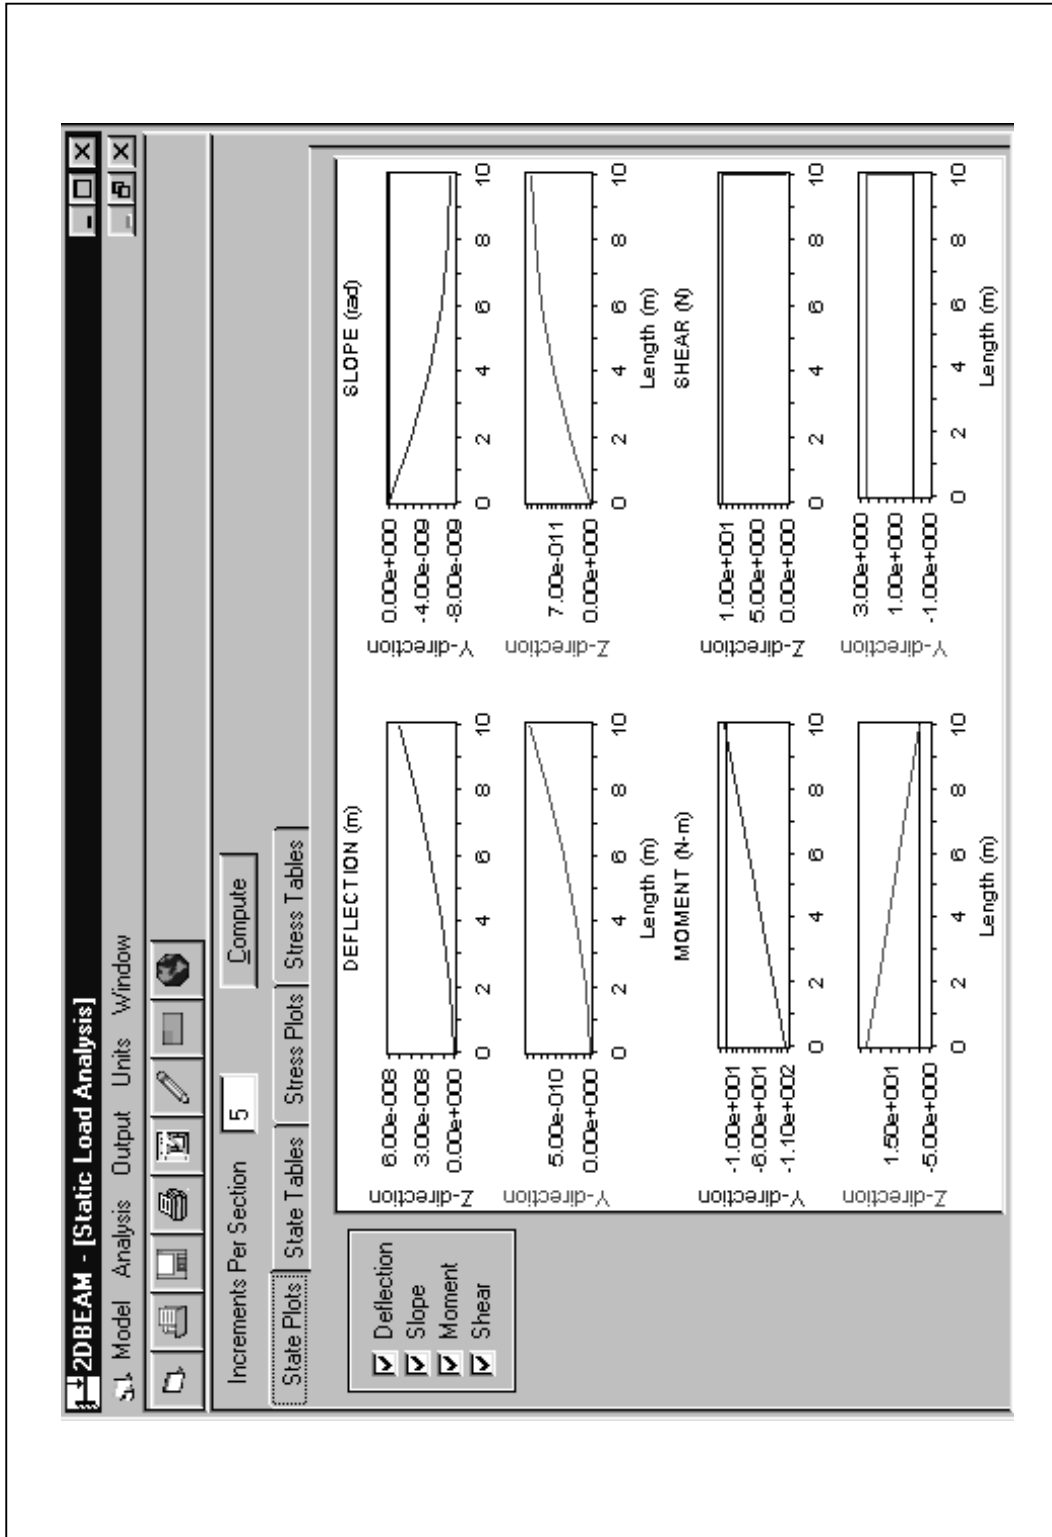 2DBEAM - [Static Load Analysis]
Model Analysis Output Units Window
Increments Per Section 5 Compute
State Plots State Tables Stress Plots Stress Tables
Deflection
Slope
Moment
Shear
DEFLECTION (m)
Z-direction
6.00e-008
3.00e-008
0.00e+000
0 2 4 6 8 10
Y-direction
5.00e-010
0.00e+000
0 2 4 6 8 10
Length (m)
SLOPE (rad)
Y-direction
0.00e+000
-4.00e-009
-8.00e-009
0 2 4 6 8 10
Z-direction
7.00e-011
0.00e+000
0 2 4 6 8 10
Length (m)
MOMENT (N-m)
Y-direction
-1.00e+001
-6.00e+001
-1.10e+002
0 2 4 6 8 10
Z-direction
1.50e+001
-5.00e+000
0 2 4 6 8 10
Length (m)
SHEAR (N)
Z-direction
1.00e+001
5.00e+000
0.00e+000
0 2 4 6 8 10
Y-direction
3.00e+000
1.00e+000
-1.00e+000
0 2 4 6 8 10
Length (m)